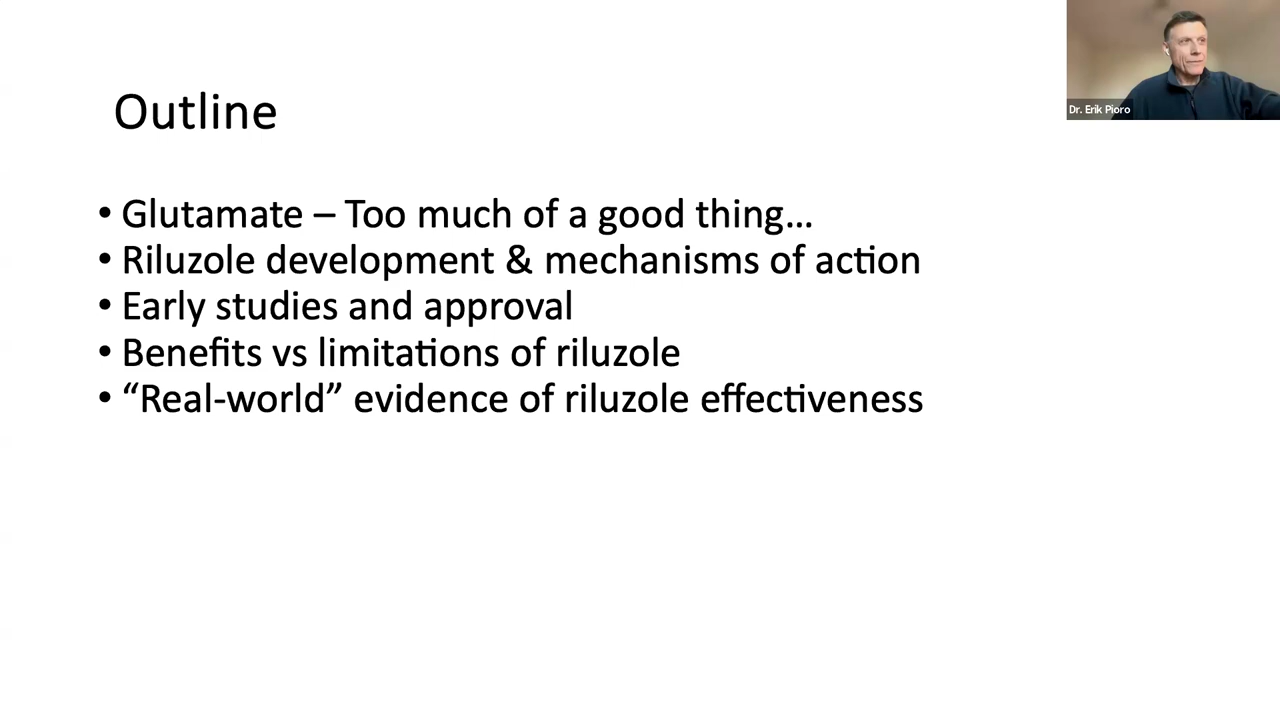 Outline
• Glutamate – Too much of a good thing…
• Riluzole development & mechanisms of action
• Early studies and approval
• Benefits vs limitations of riluzole
• “Real-world” evidence of riluzole effectiveness
Dr. Erik Pioro